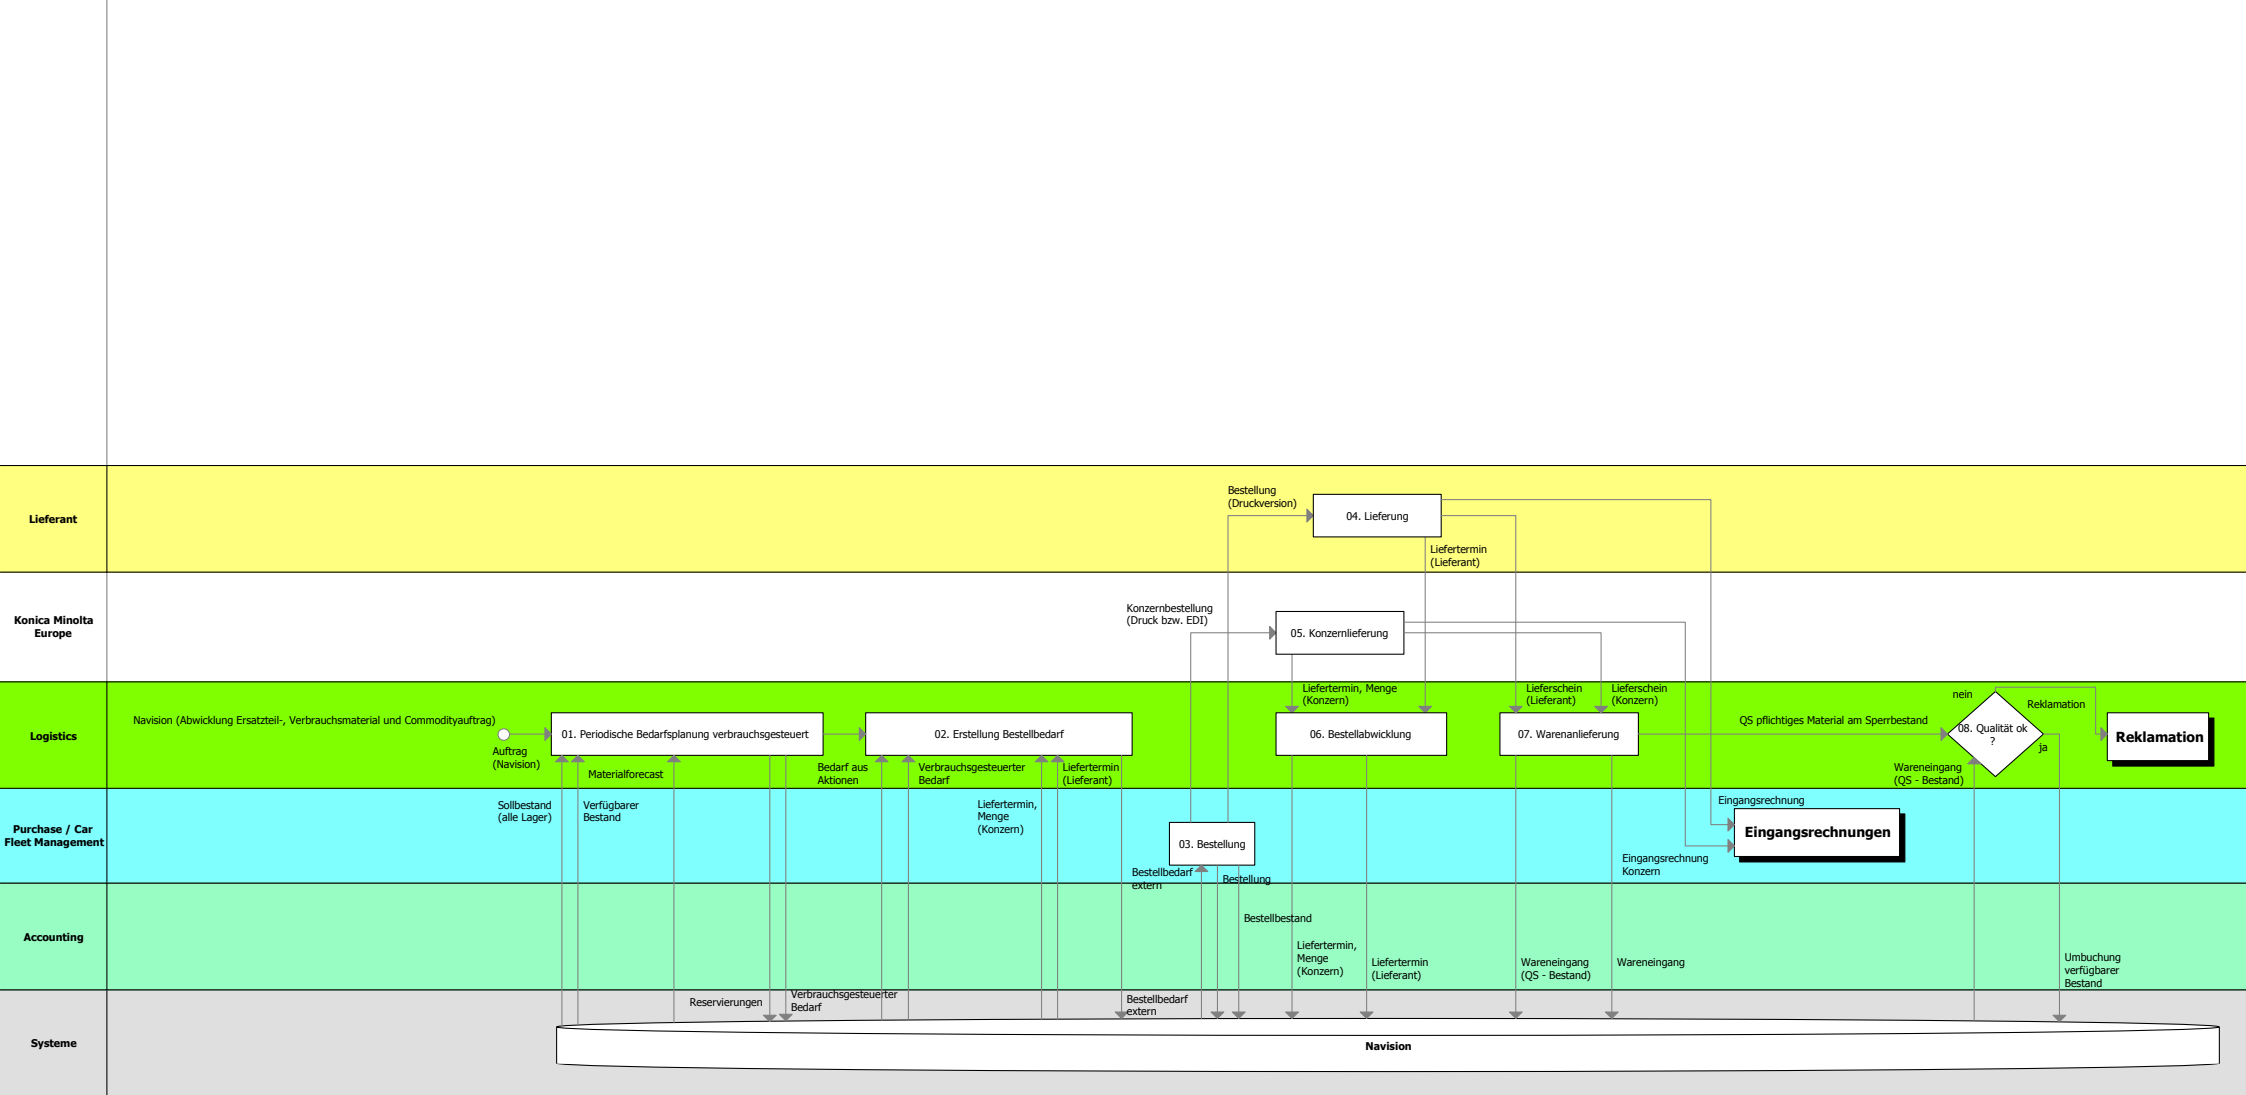 Lieferant
Bestellung
(Druckversion)
04. Lieferung
Liefertermin
(Lieferant)
Konica Minolta
Europe
Konzernbestellung
(Druck bzw. EDI)
05. Konzernlieferung
Logistics
Navision (Abwicklung Ersatzteil-, Verbrauchsmaterial und Commodityauftrag)
Auftrag
(Navision)
01. Periodische Bedarfsplanung verbrauchsgesteuert
Materialforecast
02. Erstellung Bestellbedarf
Bedarf aus
Aktionen
Verbrauchsgesteuerter
Bedarf
Liefertermin
(Lieferant)
Liefertermin, Menge
(Konzern)
06. Bestellabwicklung
Lieferschein
(Lieferant)
Lieferschein
(Konzern)
07. Warenanlieferung
QS pflichtiges Material am Sperrbestand
nein
08. Qualität ok
?
ja
Reklamation
Reklamation
Wareneingang
(QS - Bestand)
Purchase / Car
Fleet Management
Sollbestand
(alle Lager)
Verfügbarer
Bestand
Liefertermin,
Menge
(Konzern)
03. Bestellung
Bestellbedarf
extern
Bestellung
Eingangsrechnung
Eingangsrechnungen
Eingangsrechnung
Konzern
Accounting
Bestellbestand
Liefertermin,
Menge
(Konzern)
Liefertermin
(Lieferant)
Wareneingang
(QS - Bestand)
Wareneingang
Umbuchung
verfügbarer
Bestand
Systeme
Reservierungen
Verbrauchsgesteuerter
Bedarf
Bestellbedarf
extern
Navision